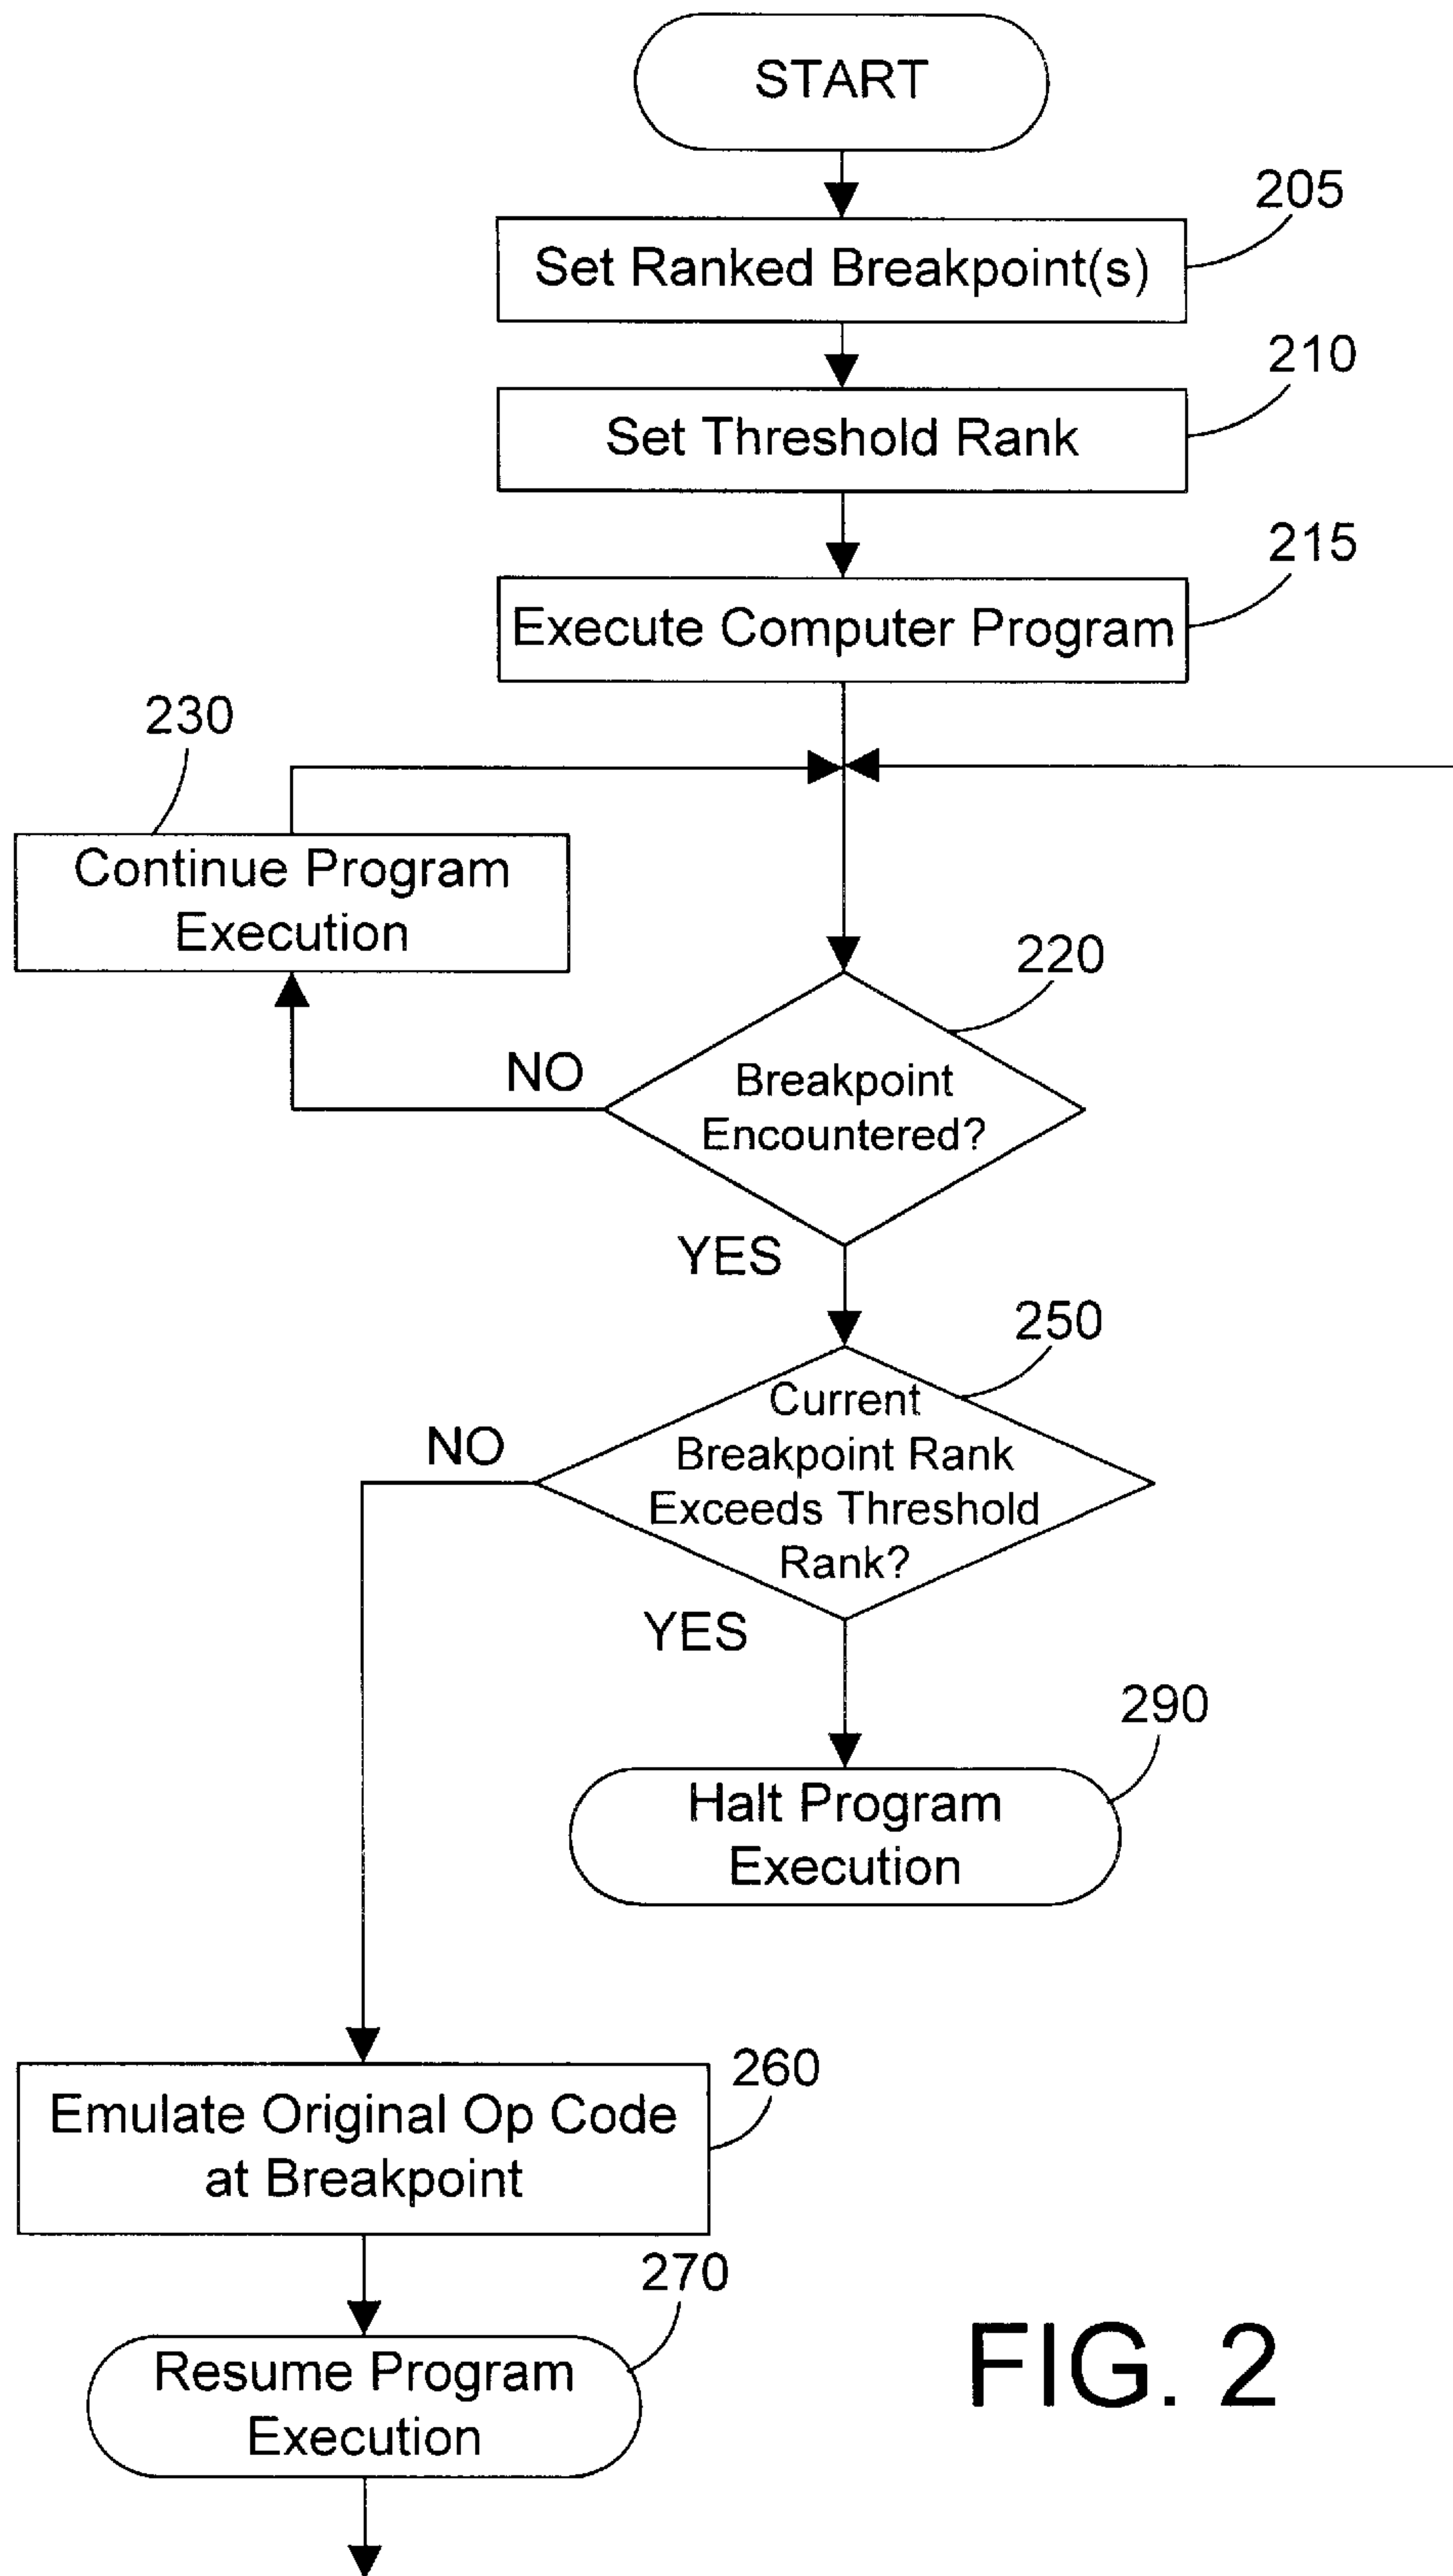 START
205
Set Ranked Breakpoint(s)
210
Set Threshold Rank
215
Execute Computer Program
230
Continue Program
Execution
220
NO
Breakpoint
Encountered?
YES
250
NO
Current
Breakpoint Rank
Exceeds Threshold
Rank?
YES
290
Halt Program
Execution
260
Emulate Original Op Code
at Breakpoint
270
Resume Program
Execution
FIG. 2